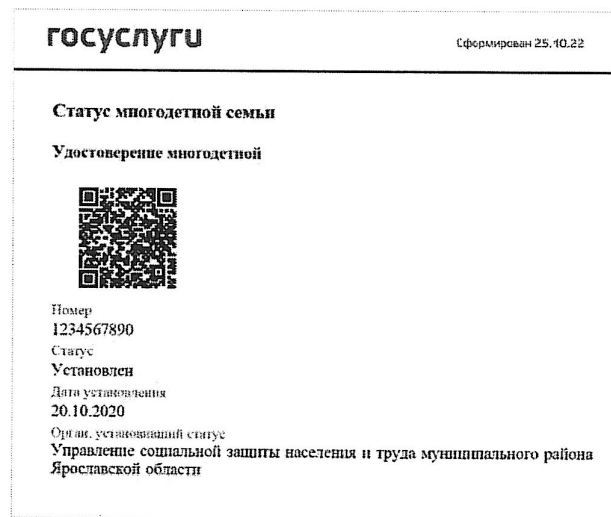 госуслуги
Сформирован 25.10.22
Статус многодетной семьи
Удостоверение многодетной
Номер
1234567890
Статус
Установлен
Дата установления
20.10.2020
Орган, установивший статус
Управление социальной защиты населения и труда муниципального района
Ярославской области